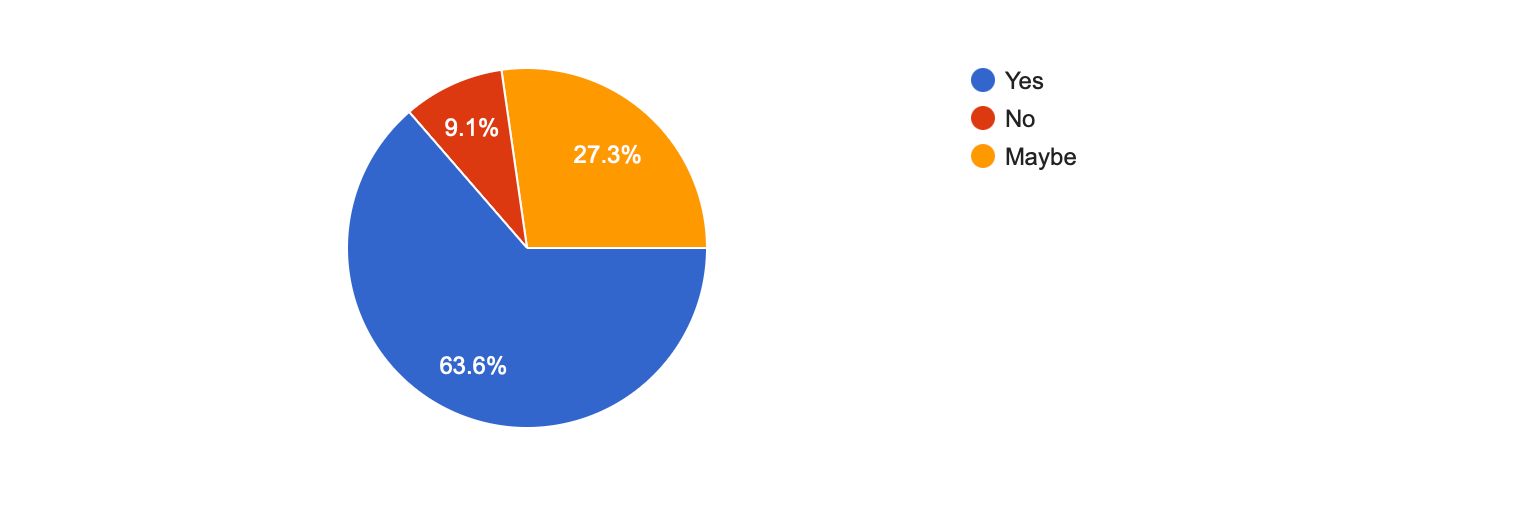 Yes
No
Maybe
9.1%
27.3%
63.6%